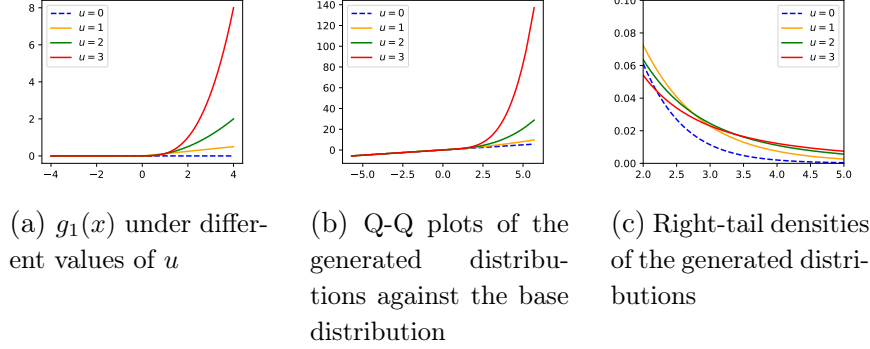 8
6
4
2
0
−4
−2
0
2
4
u = 0
u = 1
u = 2
u = 3
140
120
100
80
60
40
20
0
−5.0
−2.5
0.0
2.5
5.0
u = 0
u = 1
u = 2
u = 3
0.10
0.08
0.06
0.04
0.02
0.00
2.0
2.5
3.0
3.5
4.0
4.5
5.0
u = 0
u = 1
u = 2
u = 3
(a) g₁(x) under differ-
ent values of u
(b) Q-Q plots of the
generated distribu-
tions against the base
distribution
(c) Right-tail densities
of the generated distri-
butions